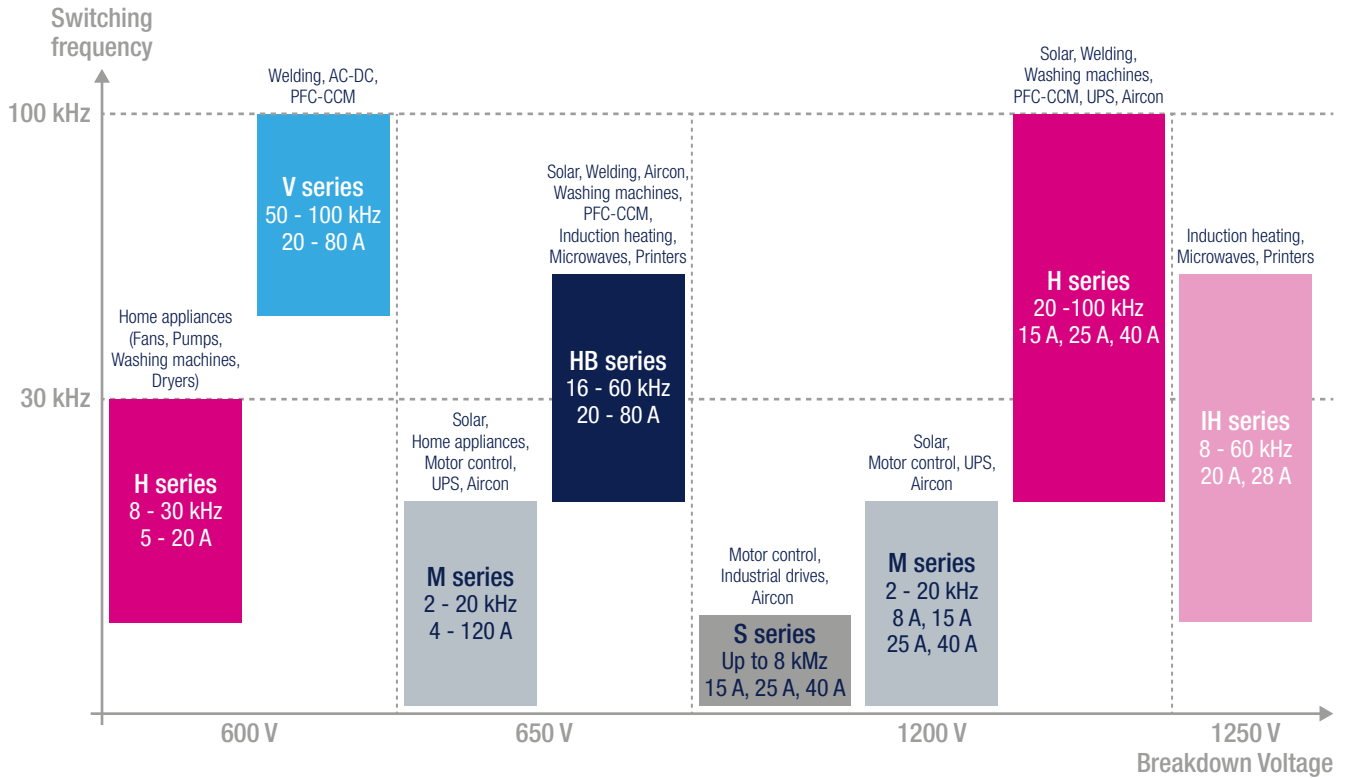 Switching
frequency
100 kHz
30 kHz
Welding, AC-DC,
PFC-CCM
V series
50 - 100 kHz
20 - 80 A
Home appliances
(Fans, Pumps,
Washing machines,
Dryers)
H series
8 - 30 kHz
5 - 20 A
Solar,
Home appliances,
Motor control,
UPS, Aircon
M series
2 - 20 kHz
4 - 120 A
Solar, Welding, Aircon,
Washing machines,
PFC-CCM,
Induction heating,
Microwaves, Printers
HB series
16 - 60 kHz
20 - 80 A
Motor control,
Industrial drives,
Aircon
S series
Up to 8 kMz
15 A, 25 A, 40 A
Solar,
Motor control, UPS,
Aircon
M series
2 - 20 kHz
8 A, 15 A
25 A, 40 A
Solar, Welding,
Washing machines,
PFC-CCM, UPS, Aircon
H series
20 -100 kHz
15 A, 25 A, 40 A
Induction heating,
Microwaves, Printers
IH series
8 - 60 kHz
20 A, 28 A
600 V
650 V
1200 V
1250 V
Breakdown Voltage